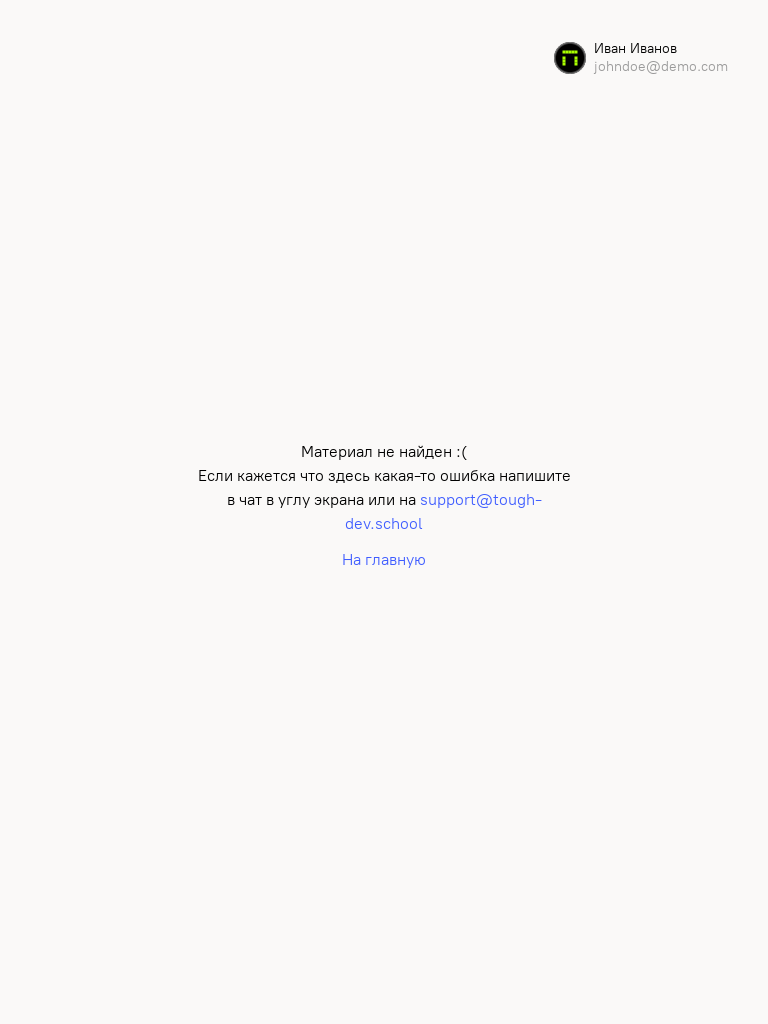 Иван Иванов
johndoe@demo.com
Материал не найден :(
Если кажется что здесь какая-то ошибка напишите
в чат в углу экрана или на support@tough-
dev.school
На главную